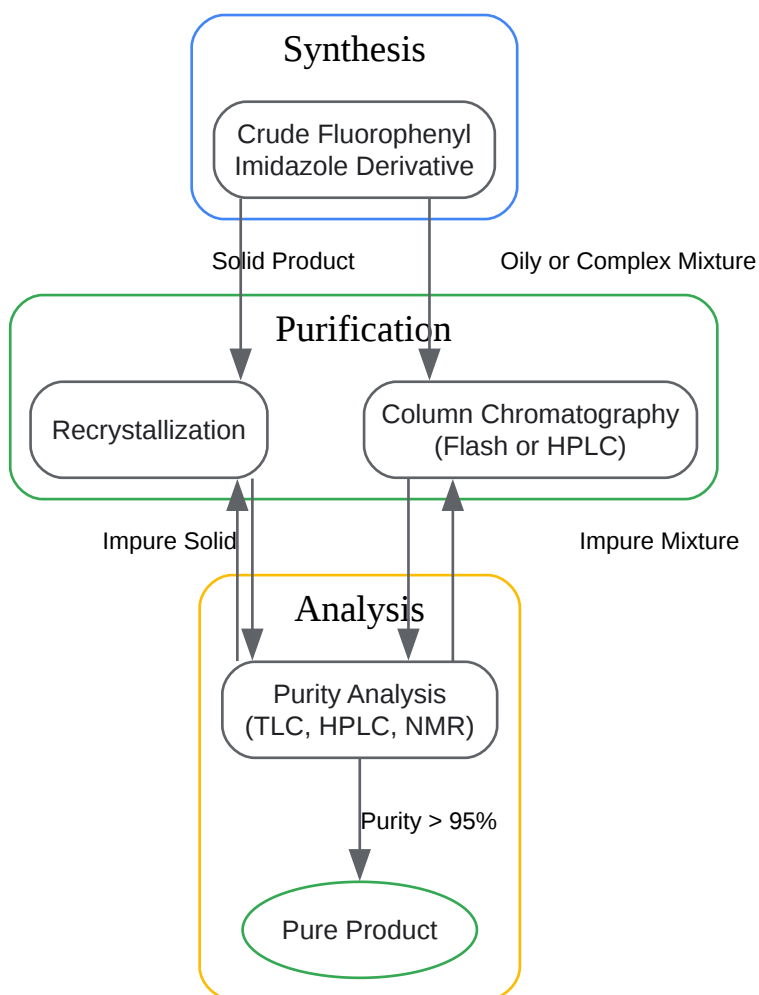 Synthesis
Crude Fluorophenyl
Imidazole Derivative
Solid Product
Oily or Complex Mixture
Purification
Recrystallization
Column Chromatography
(Flash or HPLC)
Impure Solid
Impure Mixture
Analysis
Purity Analysis
(TLC, HPLC, NMR)
Purity > 95%
Pure Product